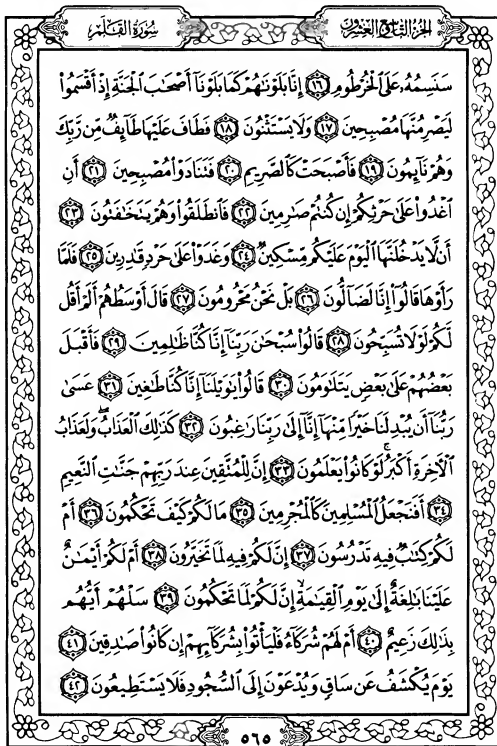 الجزء التاسع والعشرون
سُورَةُ الْقَلَمِ
سَنَسِمُهُۥ عَلَى ٱلْخُرْطُومِ ١٦ إِنَّا بَلَوْنَٰهُمْ كَمَا بَلَوْنَآ أَصْحَٰبَ ٱلْجَنَّةِ إِذْ أَقْسَمُوا۟
لَيَصْرِمُنَّهَا مُصْبِحِينَ ١٧ وَلَا يَسْتَثْنُونَ ١٨ فَطَافَ عَلَيْهَا طَآئِفٌ مِّن رَّبِّكَ
وَهُمْ نَآئِمُونَ ١٩ فَأَصْبَحَتْ كَٱلصَّرِيمِ ٢٠ فَتَنَادَوْا۟ مُصْبِحِينَ ٢١ أَنِ
ٱغْدُوا۟ عَلَىٰ حَرْثِكُمْ إِن كُنتُمْ صَٰرِمِينَ ٢٢ فَٱنطَلَقُوا۟ وَهُمْ يَتَخَٰفَتُونَ ٢٣
أَن لَّا يَدْخُلَنَّهَا ٱلْيَوْمَ عَلَيْكُم مِّسْكِينٌ ٢٤ وَغَدَوْا۟ عَلَىٰ حَرْدٍ قَٰدِرِينَ ٢٥ فَلَمَّا
رَأَوْهَا قَالُوٓا۟ إِنَّا لَضَآلُّونَ ٢٦ بَلْ نَحْنُ مَحْرُومُونَ ٢٧ قَالَ أَوْسَطُهُمْ أَلَمْ أَقُل
لَّكُمْ لَوْلَا تُسَبِّحُونَ ٢٨ قَالُوا۟ سُبْحَٰنَ رَبِّنَآ إِنَّا كُنَّا ظَٰلِمِينَ ٢٩ فَأَقْبَلَ
بَعْضُهُمْ عَلَىٰ بَعْضٍ يَتَلَٰوَمُونَ ٣٠ قَالُوا۟ يَٰوَيْلَنَآ إِنَّا كُنَّا طَٰغِينَ ٣١ عَسَىٰ
رَبُّنَآ أَن يُبْدِلَنَا خَيْرًا مِّنْهَآ إِنَّآ إِلَىٰ رَبِّنَا رَٰغِبُونَ ٣٢ كَذَٰلِكَ ٱلْعَذَابُ ۖ وَلَعَذَابُ
ٱلْءَاخِرَةِ أَكْبَرُ ۚ لَوْ كَانُوا۟ يَعْلَمُونَ ٣٣ إِنَّ لِلْمُتَّقِينَ عِندَ رَبِّهِمْ جَنَّٰتِ ٱلنَّعِيمِ
٣٤ أَفَنَجْعَلُ ٱلْمُسْلِمِينَ كَٱلْمُجْرِمِينَ ٣٥ مَا لَكُمْ كَيْفَ تَحْكُمُونَ ٣٦ أَمْ
لَكُمْ كِتَٰبٌ فِيهِ تَدْرُسُونَ ٣٧ إِنَّ لَكُمْ فِيهِ لَمَا تَخَيَّرُونَ ٣٨ أَمْ لَكُمْ أَيْمَٰنٌ
عَلَيْنَا بَٰلِغَةٌ إِلَىٰ يَوْمِ ٱلْقِيَٰمَةِ ۙ إِنَّ لَكُمْ لَمَا تَحْكُمُونَ ٣٩ سَلْهُمْ أَيُّهُم
بِذَٰلِكَ زَعِيمٌ ٤٠ أَمْ لَهُمْ شُرَكَآءُ فَلْيَأْتُوا۟ بِشُرَكَآئِهِمْ إِن كَانُوا۟ صَٰدِقِينَ ٤١
يَوْمَ يُكْشَفُ عَن سَاقٍ وَيُدْعَوْنَ إِلَى ٱلسُّجُودِ فَلَا يَسْتَطِيعُونَ ٤٢
٥٦٥